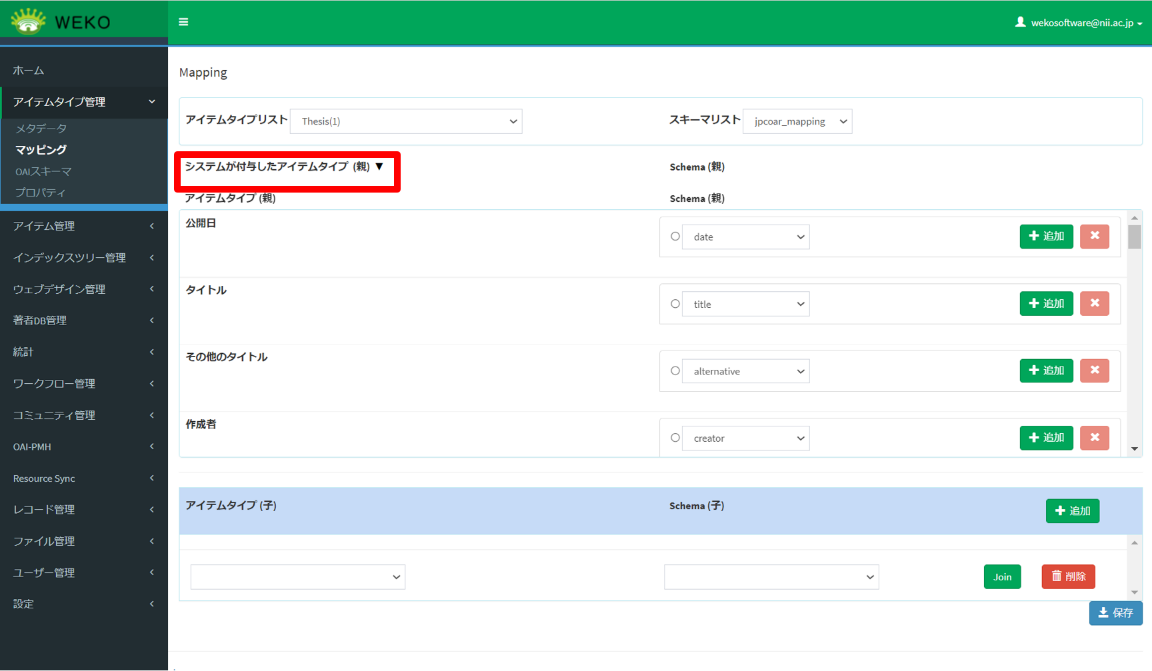 WEKO
wekosoftware@nii.ac.jp
ホーム
アイテムタイプ管理
メタデータ
マッピング
OAIスキーマ
プロパティ
アイテム管理
インデックスツリー管理
ウェブデザイン管理
著者DB管理
統計
ワークフロー管理
コミュニティ管理
OAI-PMH
Resource Sync
レコード管理
ファイル管理
ユーザー管理
設定
Mapping
アイテムタイプリスト Thesis(1) スキーマリスト jpcoar_mapping
システムが付与したアイテムタイプ (親) ▼ Schema (親)
アイテムタイプ (親) Schema (親)
公開日 date 追加
タイトル title 追加
その他のタイトル alternative 追加
作成者 creator 追加
アイテムタイプ (子) Schema (子) 追加
Join 削除
保存